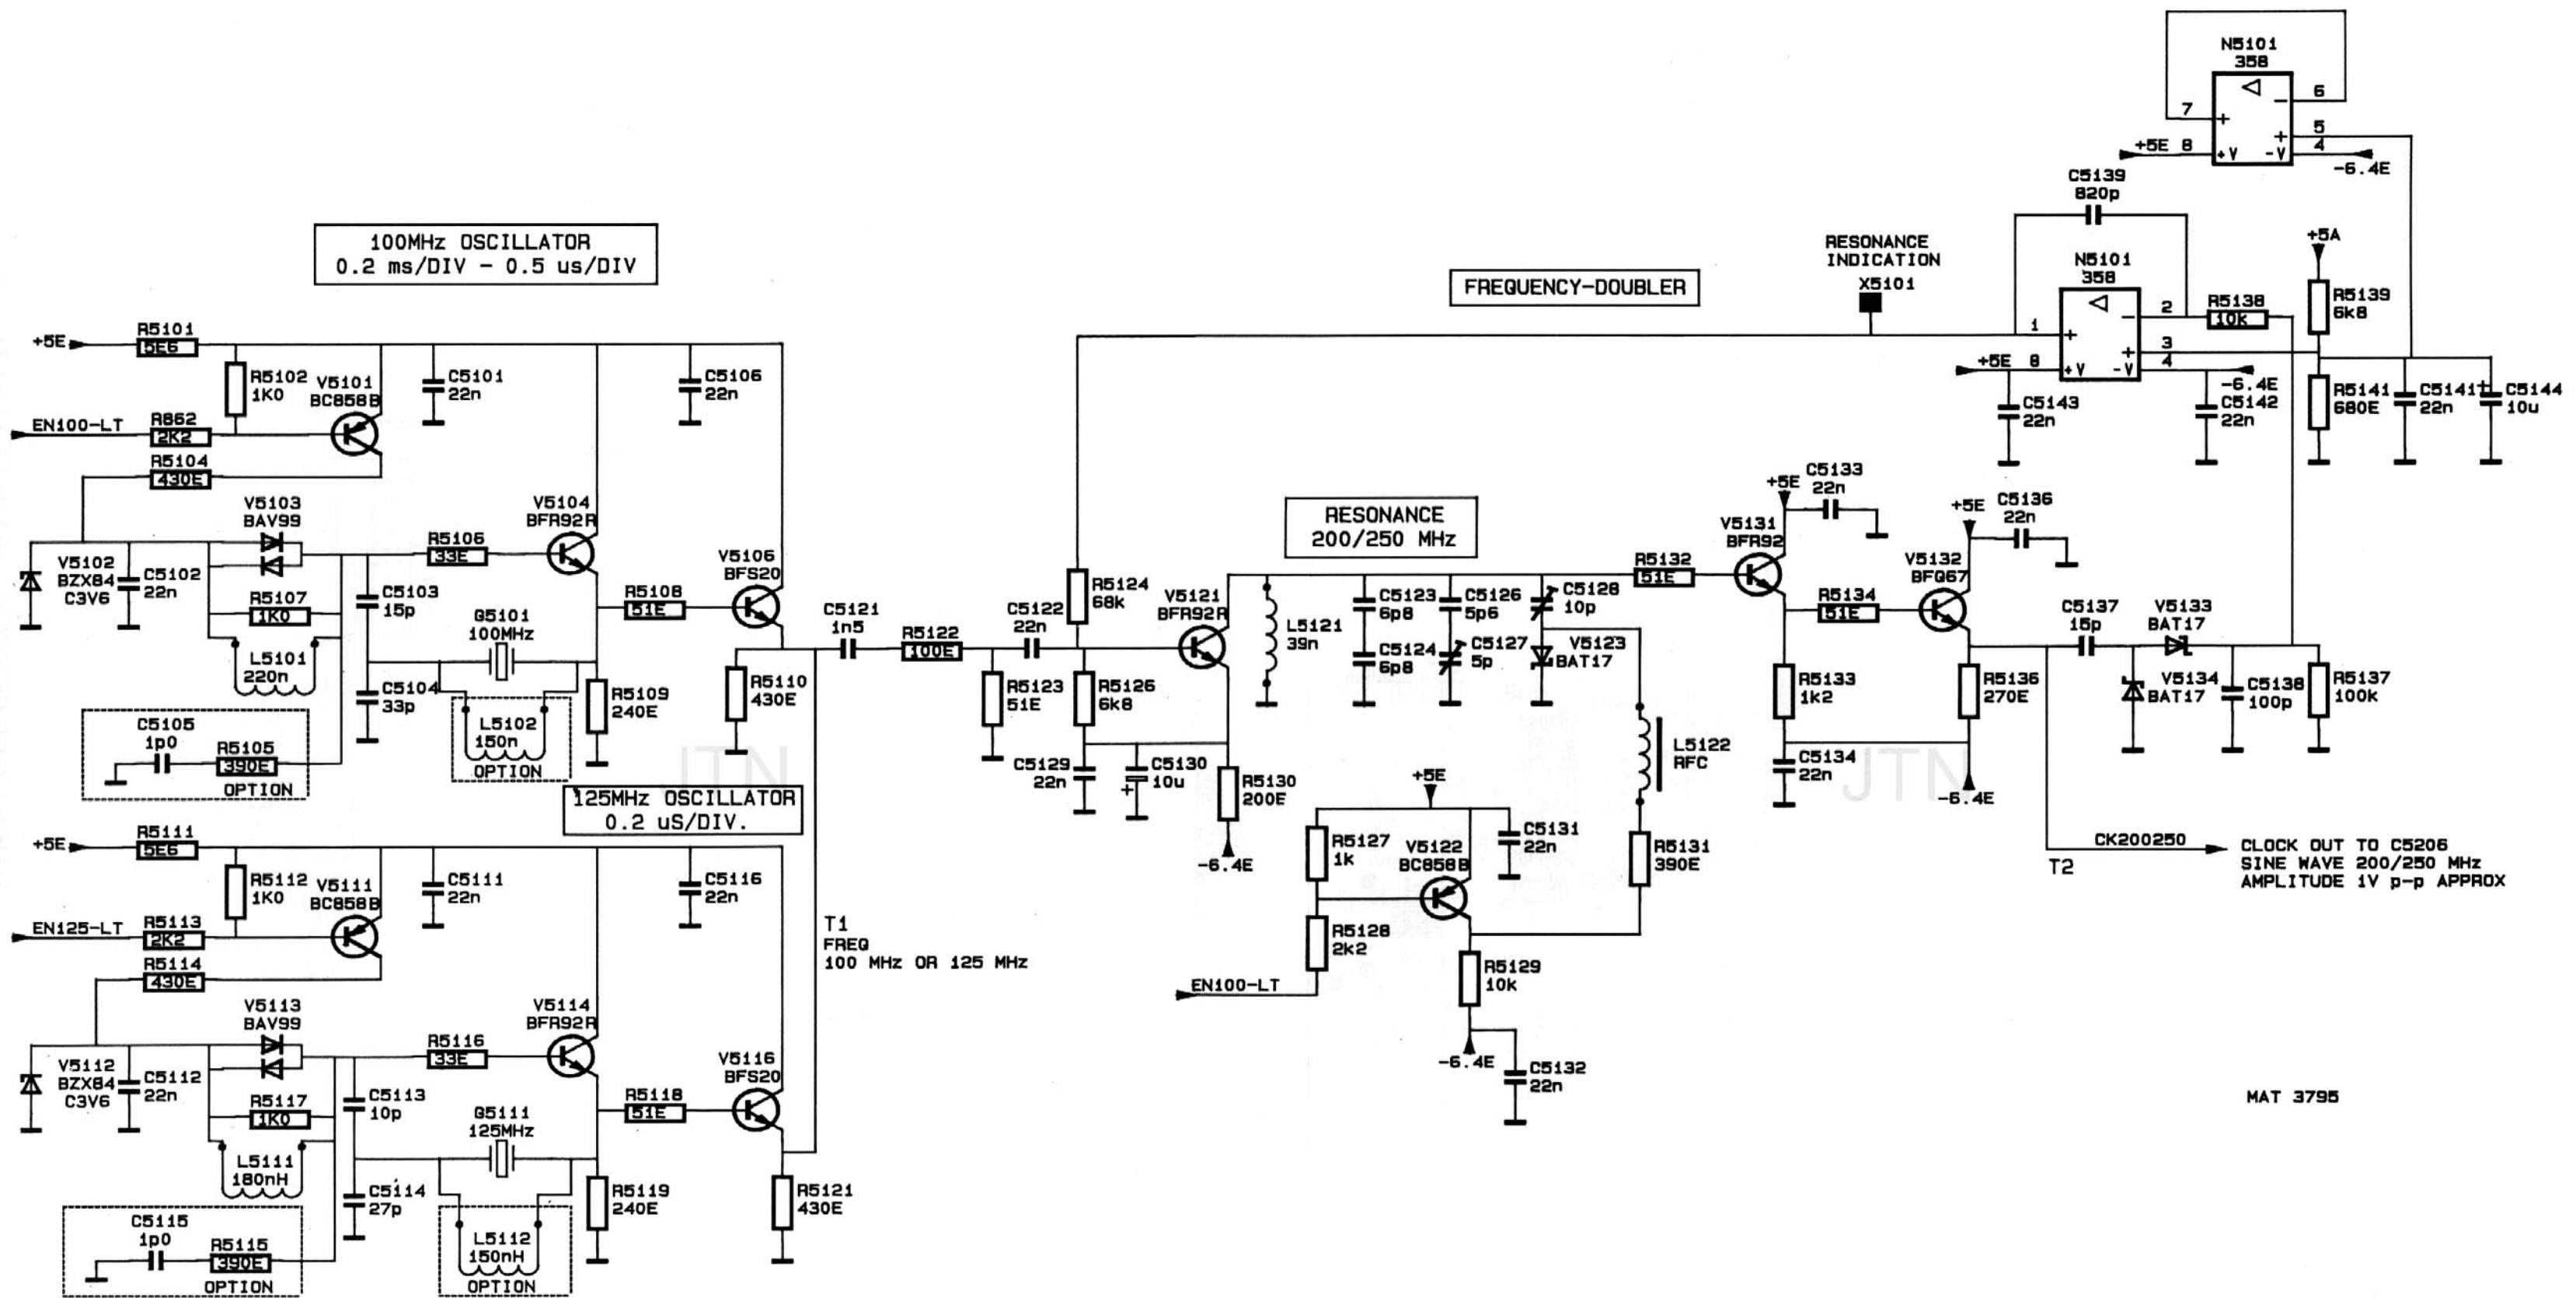 100MHz OSCILLATOR
0.2 ms/DIV - 0.5 us/DIV
+5E
R5101
5E6
R5102
1K0
V5101
BC858B
C5101
22n
C5106
22n
EN100-LT
R862
2K2
R5104
430E
V5103
BAV99
V5102
BZX84
C3V6
C5102
22n
R5107
1K0
L5101
220n
C5103
15p
C5104
33p
R5106
33E
V5104
BFR92R
Q5101
100MHz
L5102
150n
OPTION
C5105
1p0
R5105
390E
OPTION
R5108
51E
R5109
240E
V5106
BFS20
R5110
430E
JTN
125MHz OSCILLATOR
0.2 uS/DIV.
+5E
R5111
5E6
R5112
1K0
V5111
BC858B
C5111
22n
C5116
22n
EN125-LT
R5113
2K2
R5114
430E
V5113
BAV99
V5112
BZX84
C3V6
C5112
22n
R5117
1K0
L5111
180nH
C5113
10p
C5114
27p
R5116
33E
V5114
BFR92R
Q5111
125MHz
L5112
150nH
OPTION
C5115
1p0
R5115
390E
OPTION
R5118
51E
R5119
240E
V5116
BFS20
R5121
430E
T1
FREQ
100 MHz OR 125 MHz
C5121
1n5
R5122
100E
R5123
51E
C5122
22n
R5124
68k
R5126
6k8
C5129
22n
C5130
10u
+
V5121
BFR92R
R5130
200E
-6.4E
FREQUENCY-DOUBLER
RESONANCE
200/250 MHz
L5121
39n
C5123
6p8
C5124
6p8
C5126
5p6
C5127
5p
C5128
10p
V5123
BAT17
L5122
RFC
R5131
390E
+5E
R5127
1k
R5128
2k2
EN100-LT
V5122
BC858B
C5131
22n
R5129
10k
-6.4E
C5132
22n
R5132
51E
V5131
BFR92
+5E
C5133
22n
R5133
1k2
C5134
22n
R5134
51E
V5132
BFQ67
+5E
C5136
22n
R5136
270E
-6.4E
JTN
C5137
15p
V5133
BAT17
V5134
BAT17
C5138
100p
R5137
100k
CK200250
T2
CLOCK OUT TO C5206
SINE WAVE 200/250 MHz
AMPLITUDE 1V p-p APPROX
RESONANCE
INDICATION
X5101
C5139
820p
N5101
358
1
+
2
-
3
+
4
-V
8
+V
+5E
-6.4E
C5143
22n
C5142
22n
R5138
10k
+5A
R5139
6k8
R5141
680E
C5141
22n
+
C5144
10u
N5101
358
7
+
6
-
5
+
4
-V
8
+V
+5E
-6.4E
MAT 3795